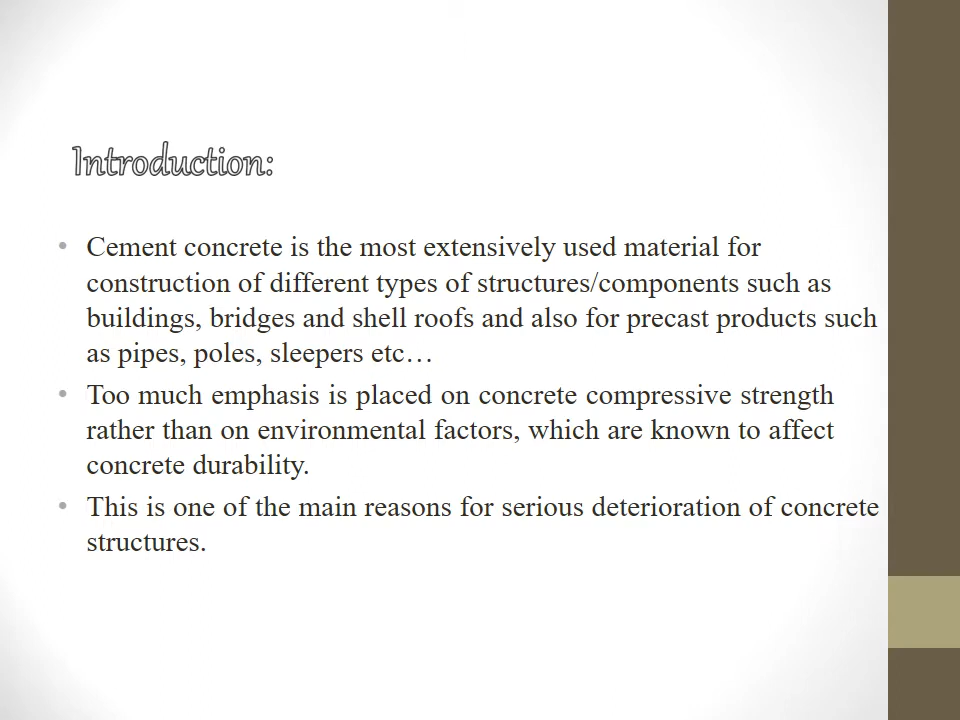 Introduction:
• Cement concrete is the most extensively used material for
construction of different types of structures/components such as
buildings, bridges and shell roofs and also for precast products such
as pipes, poles, sleepers etc…
• Too much emphasis is placed on concrete compressive strength
rather than on environmental factors, which are known to affect
concrete durability.
• This is one of the main reasons for serious deterioration of concrete
structures.